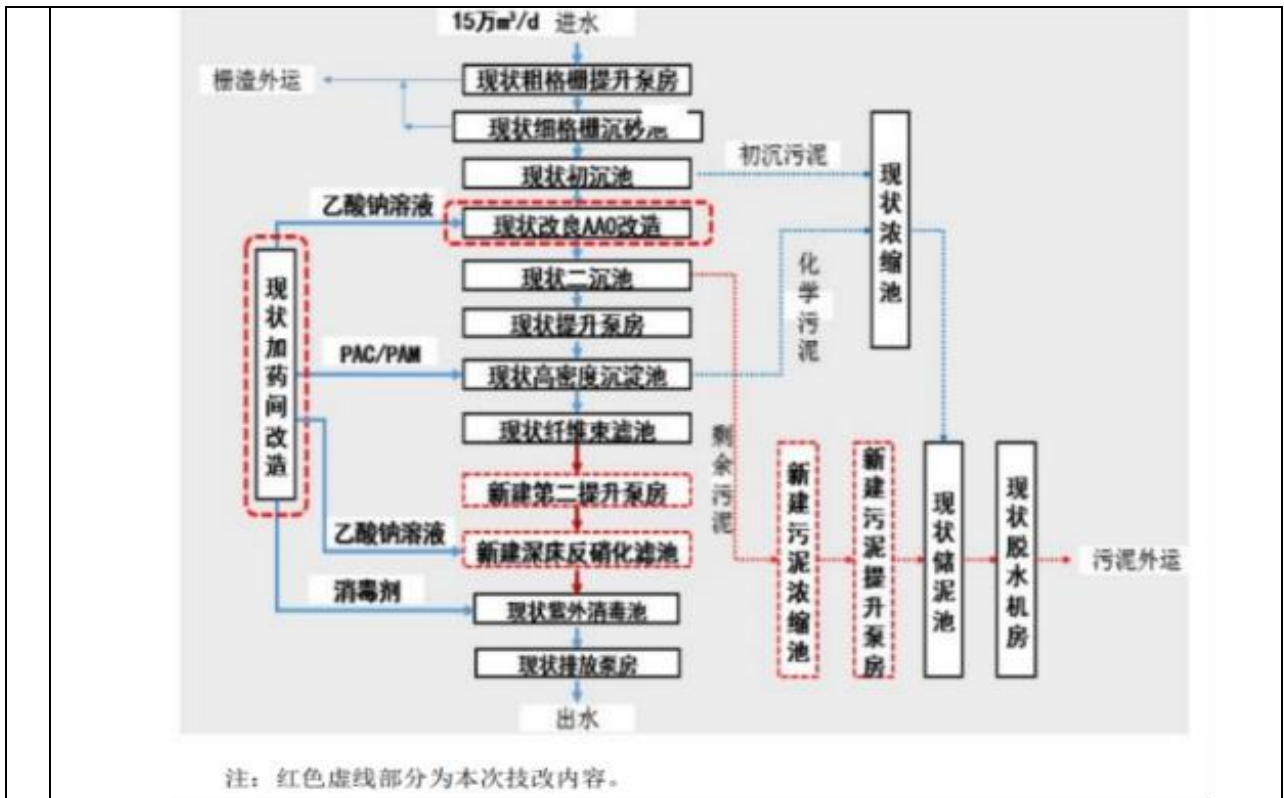 15万m³/d 进水
栅渣外运
现状粗格栅提升泵房
现状细格栅沉砂池
现状初沉池
初沉污泥
现状浓缩池
乙酸钠溶液
现状改良AAO改造
现状二沉池
化学污泥
现状加药间改造
现状提升泵房
PAC/PAM
现状高密度沉淀池
现状纤维束滤池
剩余污泥
新建第二提升泵房
新建污泥浓缩池
新建污泥提升泵房
现状储泥池
现状脱水机房
污泥外运
乙酸钠溶液
新建深床反硝化滤池
消毒剂
现状紫外消毒池
现状排放泵房
出水
注：红色虚线部分为本次技改内容。